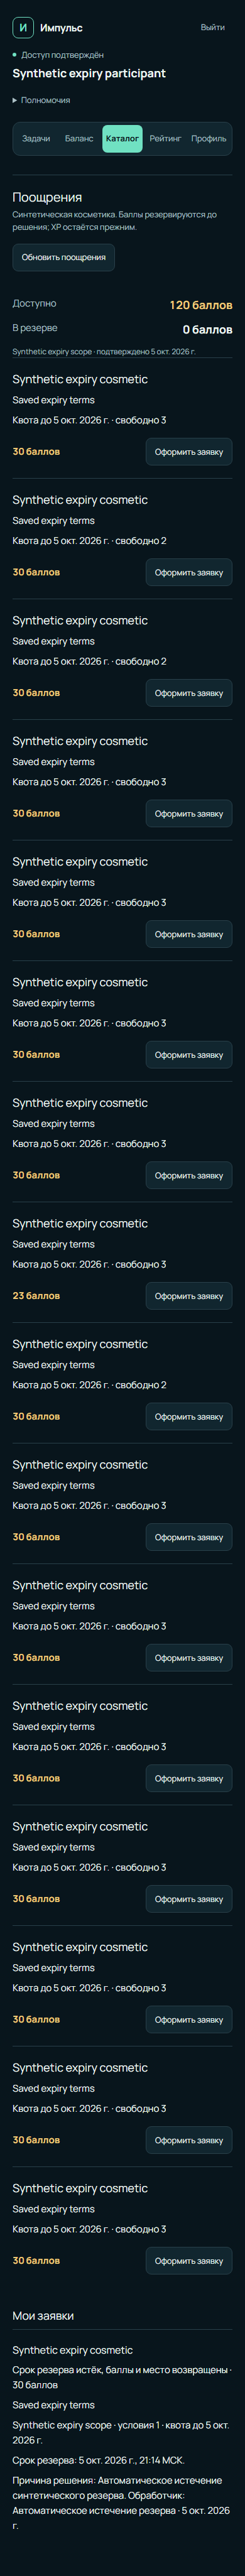 И Импульс Выйти
Доступ подтверждён
Synthetic expiry participant
▶ Полномочия
Задачи Баланс Каталог Рейтинг Профиль
Поощрения
Синтетическая косметика. Баллы резервируются до
решения; XP остаётся прежним.
Обновить поощрения
Доступно 120 баллов
В резерве 0 баллов
Synthetic expiry scope · подтверждено 5 окт. 2026 г.
Synthetic expiry cosmetic
Saved expiry terms
Квота до 5 окт. 2026 г. · свободно 3
30 баллов Оформить заявку
Synthetic expiry cosmetic
Saved expiry terms
Квота до 5 окт. 2026 г. · свободно 2
30 баллов Оформить заявку
Synthetic expiry cosmetic
Saved expiry terms
Квота до 5 окт. 2026 г. · свободно 2
30 баллов Оформить заявку
Synthetic expiry cosmetic
Saved expiry terms
Квота до 5 окт. 2026 г. · свободно 3
30 баллов Оформить заявку
Synthetic expiry cosmetic
Saved expiry terms
Квота до 5 окт. 2026 г. · свободно 3
30 баллов Оформить заявку
Synthetic expiry cosmetic
Saved expiry terms
Квота до 5 окт. 2026 г. · свободно 3
30 баллов Оформить заявку
Synthetic expiry cosmetic
Saved expiry terms
Квота до 5 окт. 2026 г. · свободно 3
30 баллов Оформить заявку
Synthetic expiry cosmetic
Saved expiry terms
Квота до 5 окт. 2026 г. · свободно 3
23 баллов Оформить заявку
Synthetic expiry cosmetic
Saved expiry terms
Квота до 5 окт. 2026 г. · свободно 2
30 баллов Оформить заявку
Synthetic expiry cosmetic
Saved expiry terms
Квота до 5 окт. 2026 г. · свободно 3
30 баллов Оформить заявку
Synthetic expiry cosmetic
Saved expiry terms
Квота до 5 окт. 2026 г. · свободно 3
30 баллов Оформить заявку
Synthetic expiry cosmetic
Saved expiry terms
Квота до 5 окт. 2026 г. · свободно 3
30 баллов Оформить заявку
Synthetic expiry cosmetic
Saved expiry terms
Квота до 5 окт. 2026 г. · свободно 3
30 баллов Оформить заявку
Synthetic expiry cosmetic
Saved expiry terms
Квота до 5 окт. 2026 г. · свободно 3
30 баллов Оформить заявку
Synthetic expiry cosmetic
Saved expiry terms
Квота до 5 окт. 2026 г. · свободно 3
30 баллов Оформить заявку
Synthetic expiry cosmetic
Saved expiry terms
Квота до 5 окт. 2026 г. · свободно 3
30 баллов Оформить заявку
Мои заявки
Synthetic expiry cosmetic
Срок резерва истёк, баллы и место возвращены ·
30 баллов
Saved expiry terms
Synthetic expiry scope · условия 1 · квота до 5 окт.
2026 г.
Срок резерва: 5 окт. 2026 г., 21:14 МСК.
Причина решения: Автоматическое истечение
синтетического резерва. Обработчик:
Автоматическое истечение резерва · 5 окт. 2026
г.